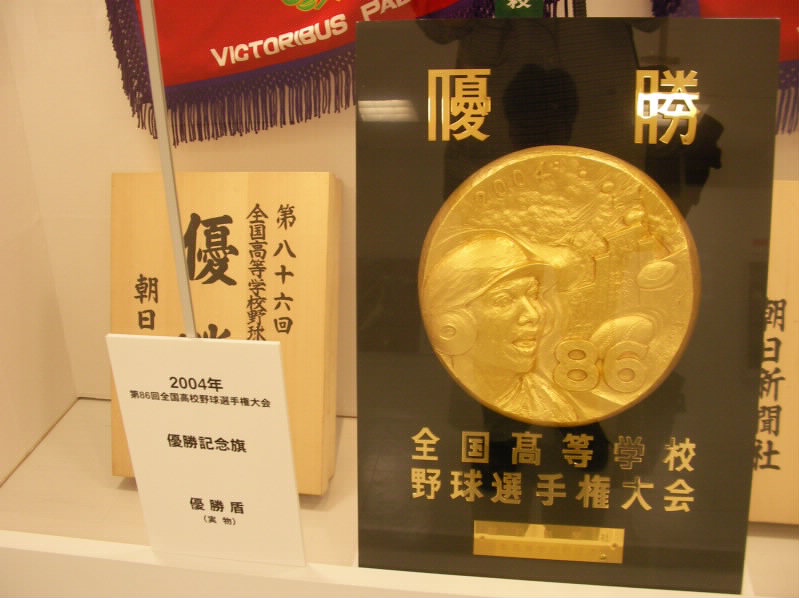 VICTORIBUS
校
優勝
2004
86
全国高等学校
野球選手権大会
第八十六回
全国高等学校野球
優
朝日
2004年
第86回全国高校野球選手権大会
優勝記念旗
優勝盾
(実物)
朝日新聞社